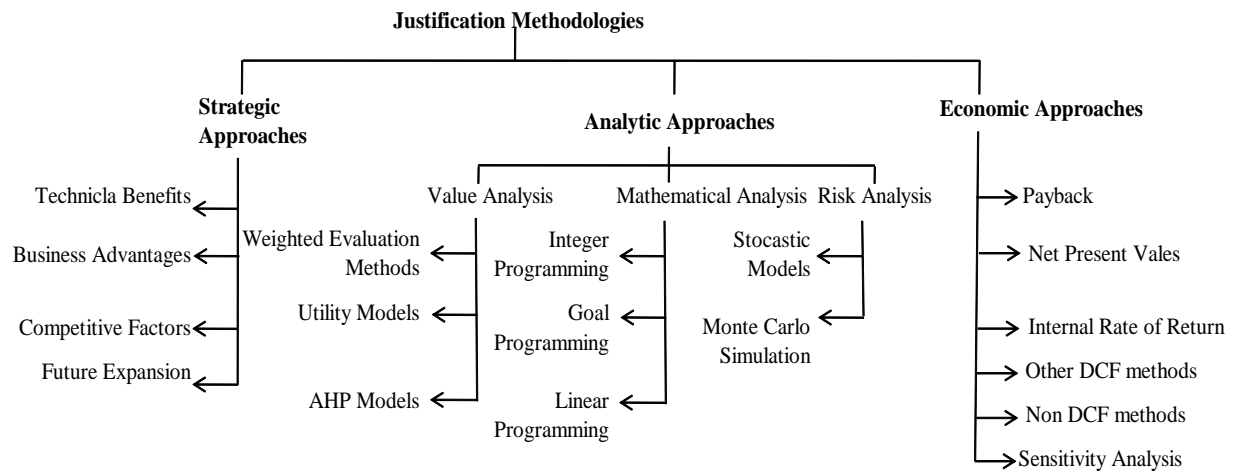 Justification Methodologies
Strategic
Approaches
Analytic Approaches
Economic Approaches
Technicla Benefits
Business Advantages
Competitive Factors
Future Expansion
Value Analysis
Weighted Evaluation
Methods
Utility Models
AHP Models
Mathematical Analysis
Integer
Programming
Goal
Programming
Linear
Programming
Risk Analysis
Stocastic
Models
Monte Carlo
Simulation
Payback
Net Present Vales
Internal Rate of Return
Other DCF methods
Non DCF methods
Sensitivity Analysis